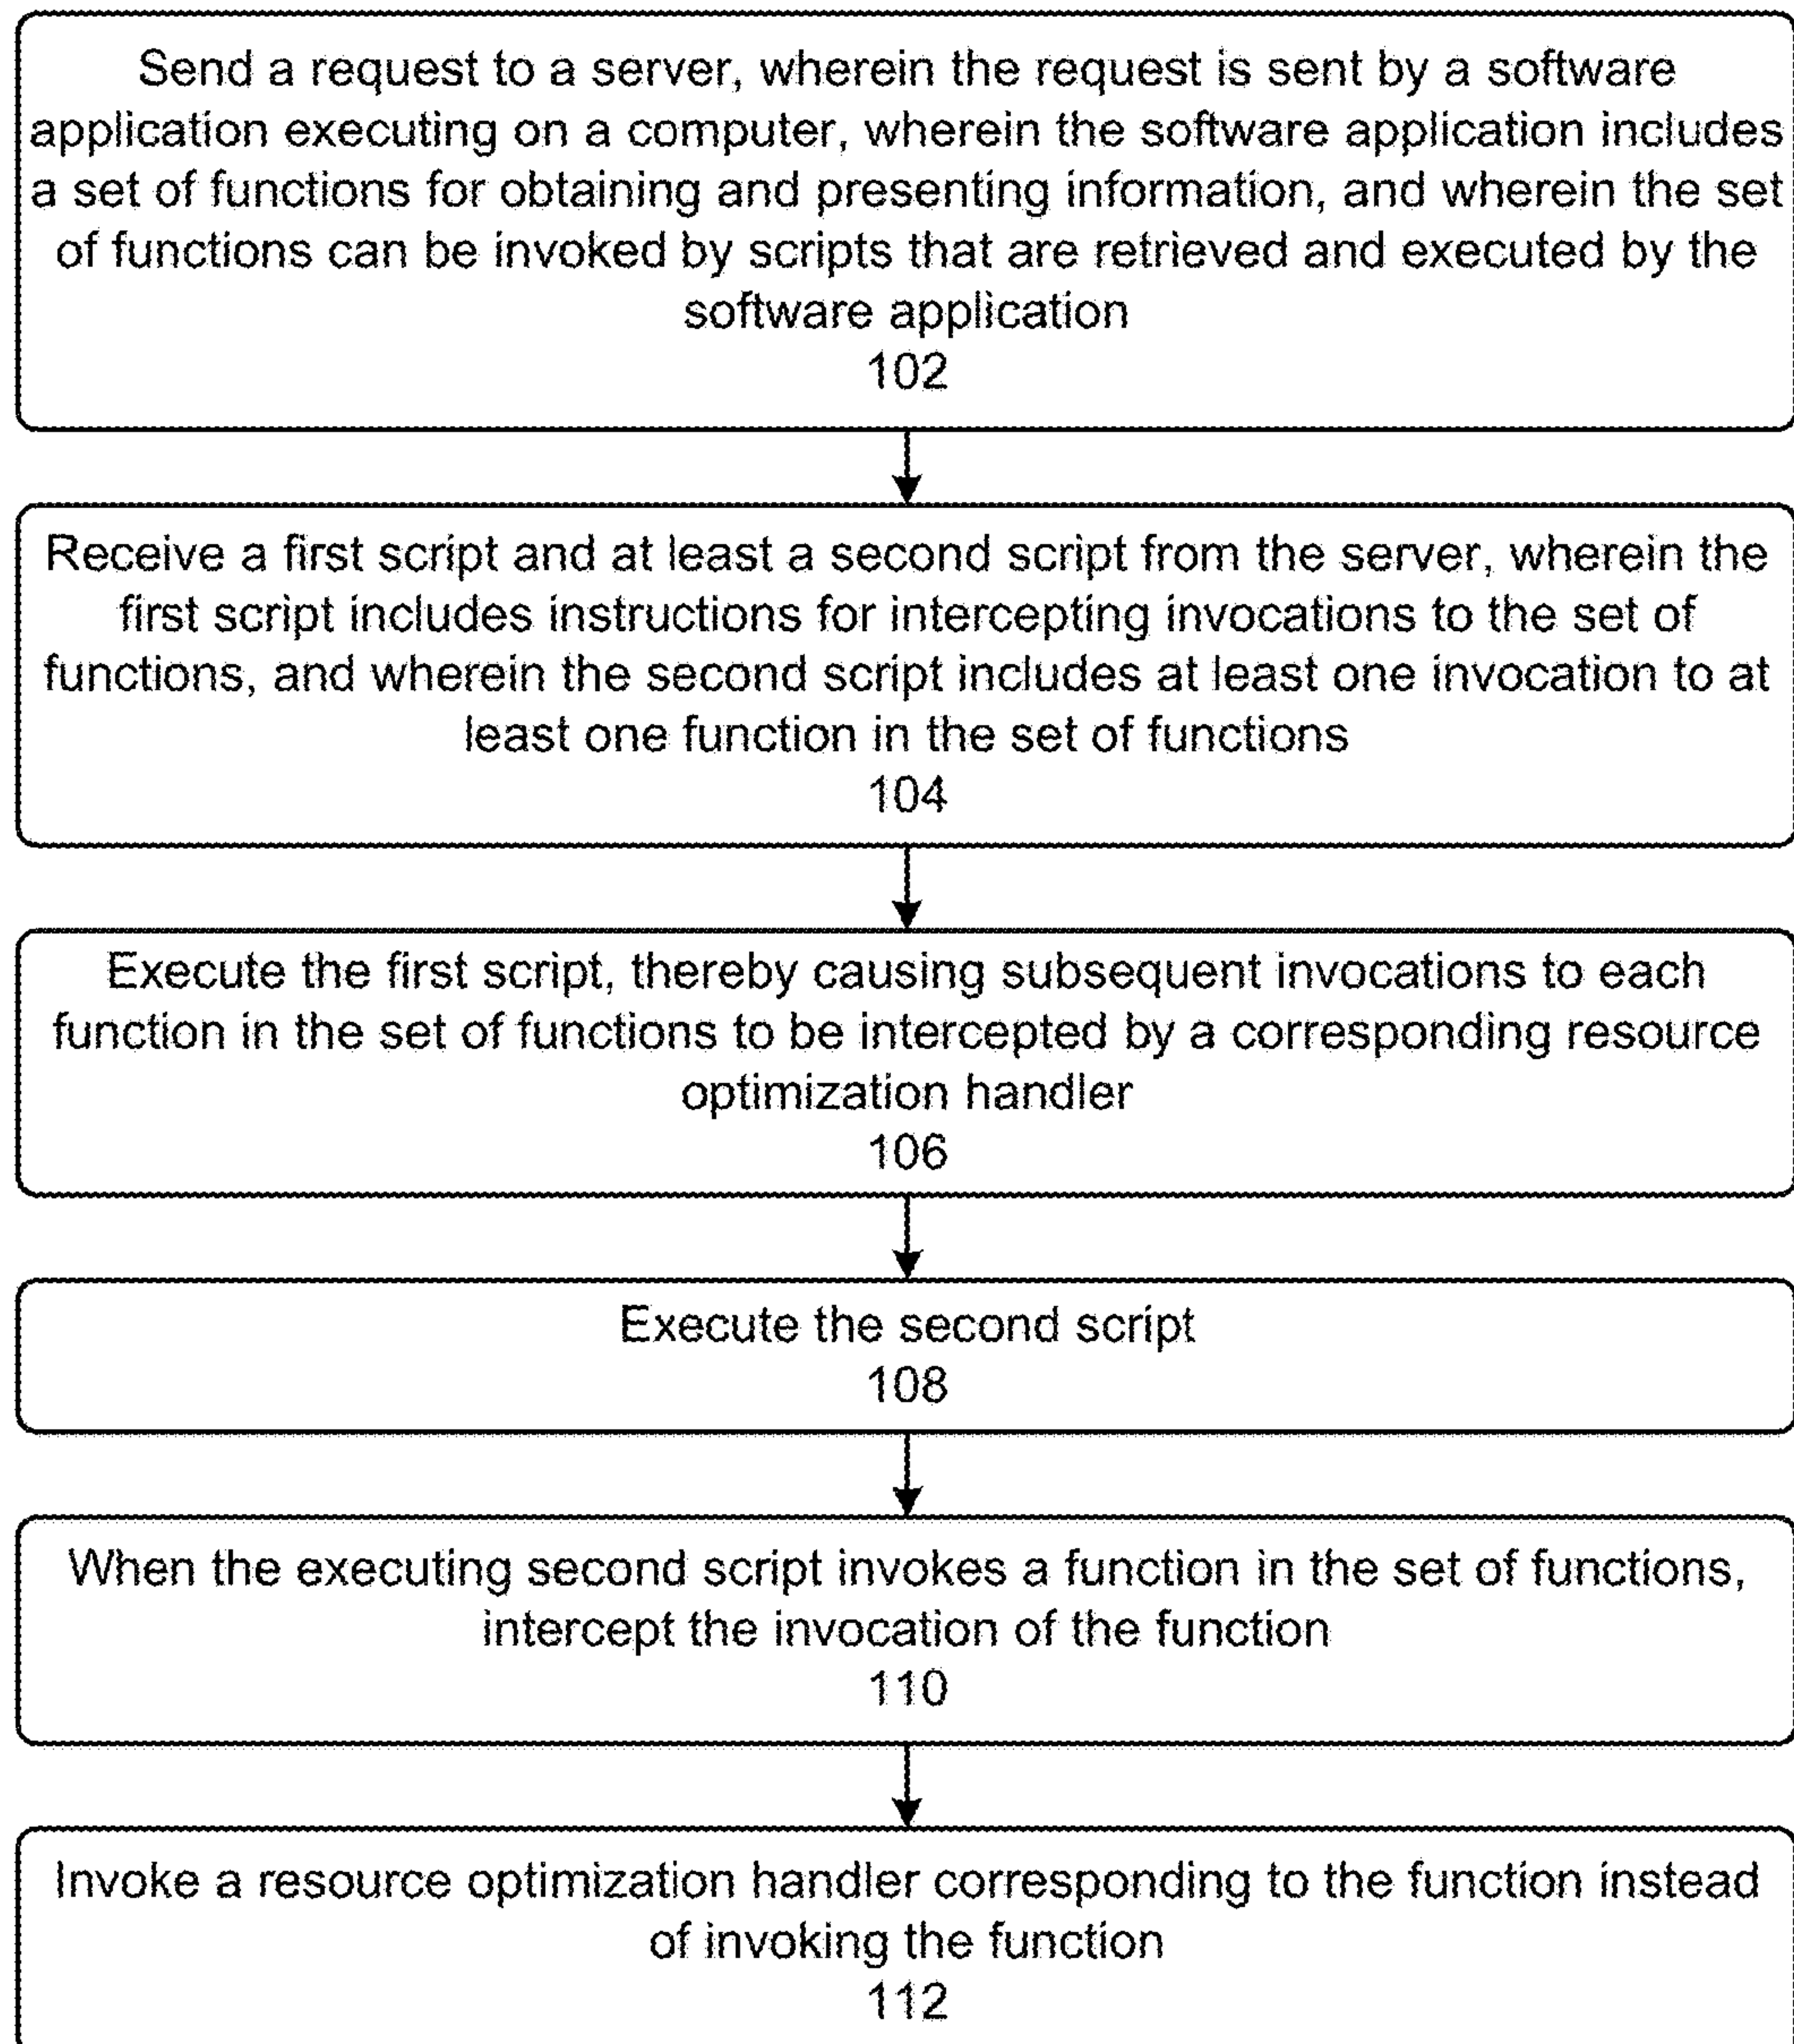 Send a request to a server, wherein the request is sent by a software
application executing on a computer, wherein the software application includes
a set of functions for obtaining and presenting information, and wherein the set
of functions can be invoked by scripts that are retrieved and executed by the
software application
102
Receive a first script and at least a second script from the server, wherein the
first script includes instructions for intercepting invocations to the set of
functions, and wherein the second script includes at least one invocation to at
least one function in the set of functions
104
Execute the first script, thereby causing subsequent invocations to each
function in the set of functions to be intercepted by a corresponding resource
optimization handler
106
Execute the second script
108
When the executing second script invokes a function in the set of functions,
intercept the invocation of the function
110
Invoke a resource optimization handler corresponding to the function instead
of invoking the function
112